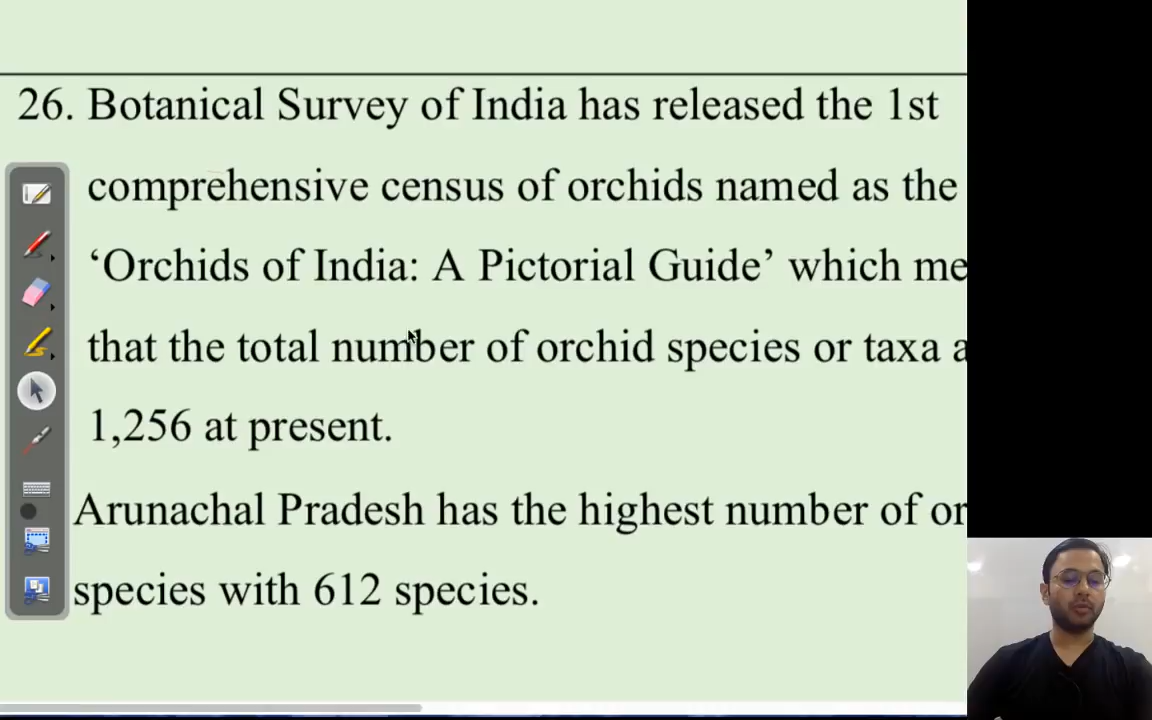 26. Botanical Survey of India has released the 1st
comprehensive census of orchids named as the
‘Orchids of India: A Pictorial Guide’ which
that the total number of orchid species or taxa
1,256 at present.
Arunachal Pradesh has the highest number of
species with 612 species.